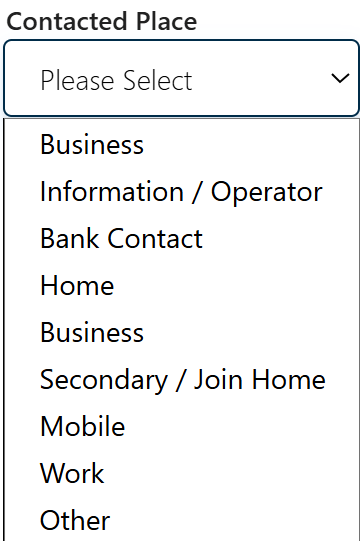 Contacted Place
Please Select
Business
Information / Operator
Bank Contact
Home
Business
Secondary / Join Home
Mobile
Work
Other